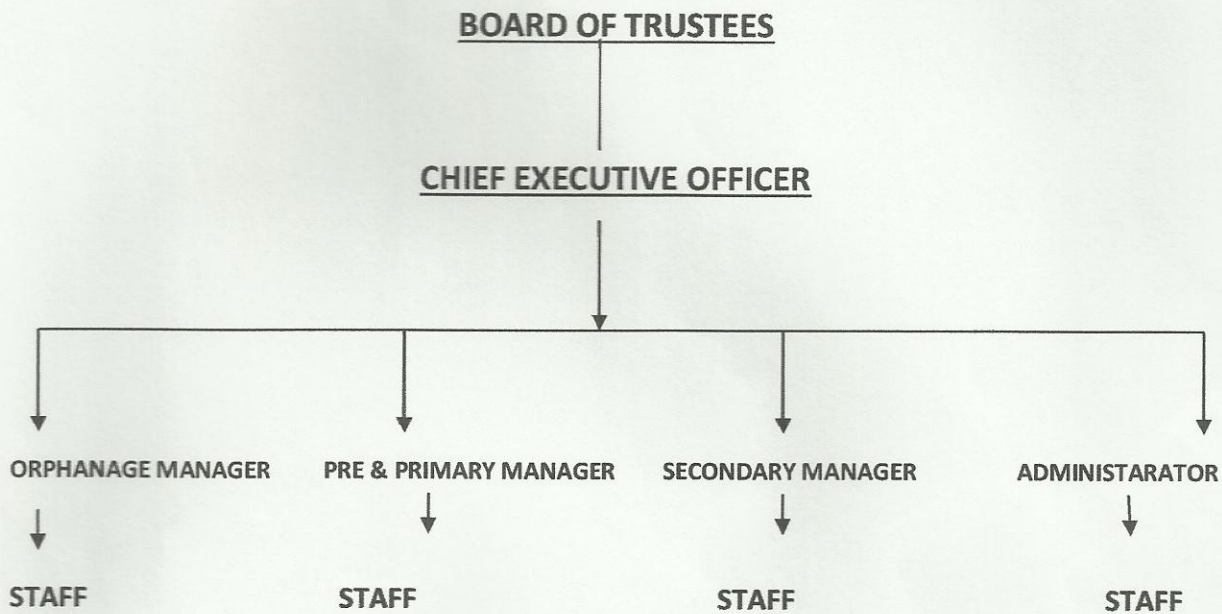 BOARD OF TRUSTEES
CHIEF EXECUTIVE OFFICER
ORPHANAGE MANAGER PRE & PRIMARY MANAGER SECONDARY MANAGER ADMINISTARATOR
STAFF STAFF STAFF STAFF